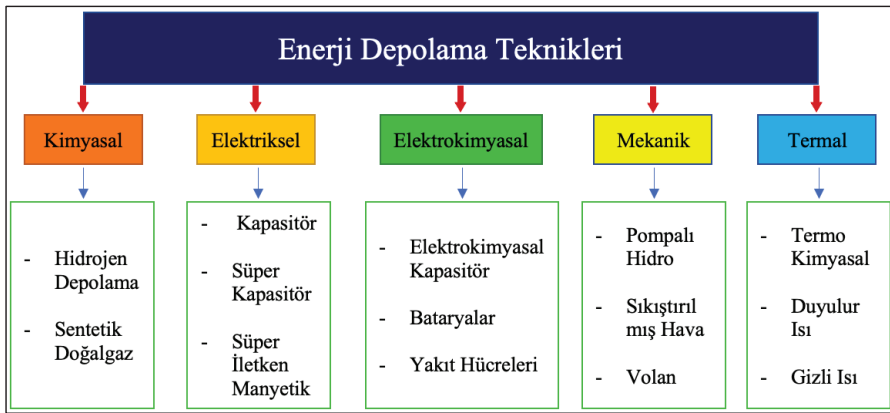 Enerji Depolama Teknikleri
Kimyasal
Elektriksel
Elektrokimyasal
Mekanik
Termal
- Hidrojen
Depolama
- Sentetik
Doğalgaz
- Kapasitör
- Süper
Kapasitör
- Süper
İletken
Manyetik
- Elektrokimyasal
Kapasitör
- Bataryalar
- Yakıt Hücreleri
- Pompalı
Hidro
- Sıkıştırıl
mış Hava
- Volan
- Termo
Kimyasal
- Duyulur
Isı
- Gizli Isı